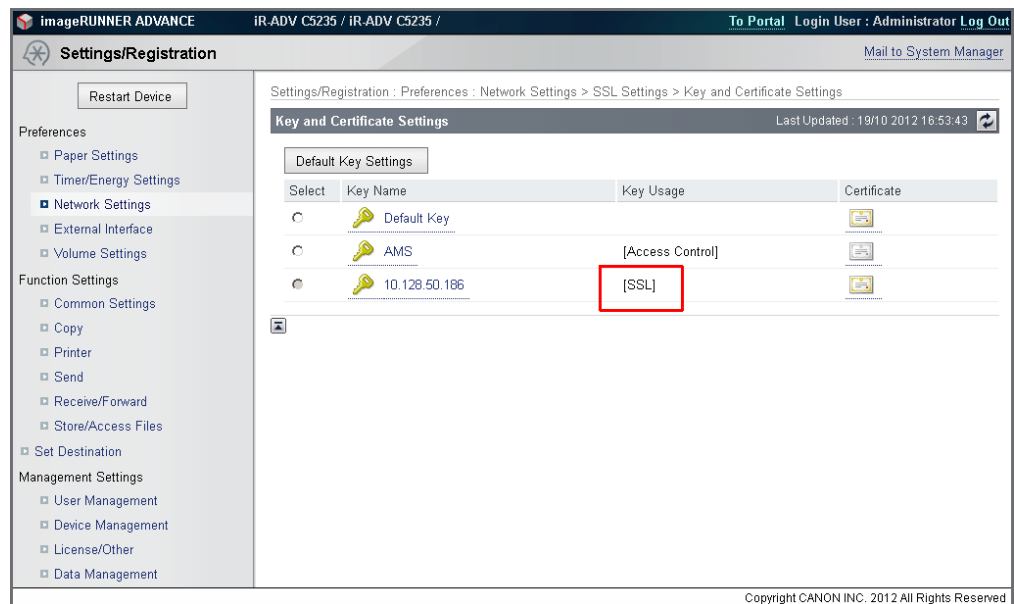 imageRUNNER ADVANCE iR-ADV C5235 / iR-ADV C5235 / To Portal Login User : Administrator Log Out
Settings/Registration Mail to System Manager
Restart Device
Preferences
Paper Settings
Timer/Energy Settings
Network Settings
External Interface
Volume Settings
Function Settings
Common Settings
Copy
Printer
Send
Receive/Forward
Store/Access Files
Set Destination
Management Settings
User Management
Device Management
License/Other
Data Management
Settings/Registration : Preferences : Network Settings > SSL Settings > Key and Certificate Settings
Key and Certificate Settings Last Updated : 19/10 2012 16:53:43
Default Key Settings
Select Key Name Key Usage Certificate
Default Key
AMS [Access Control]
10.128.50.186 [SSL]
Copyright CANON INC. 2012 All Rights Reserved